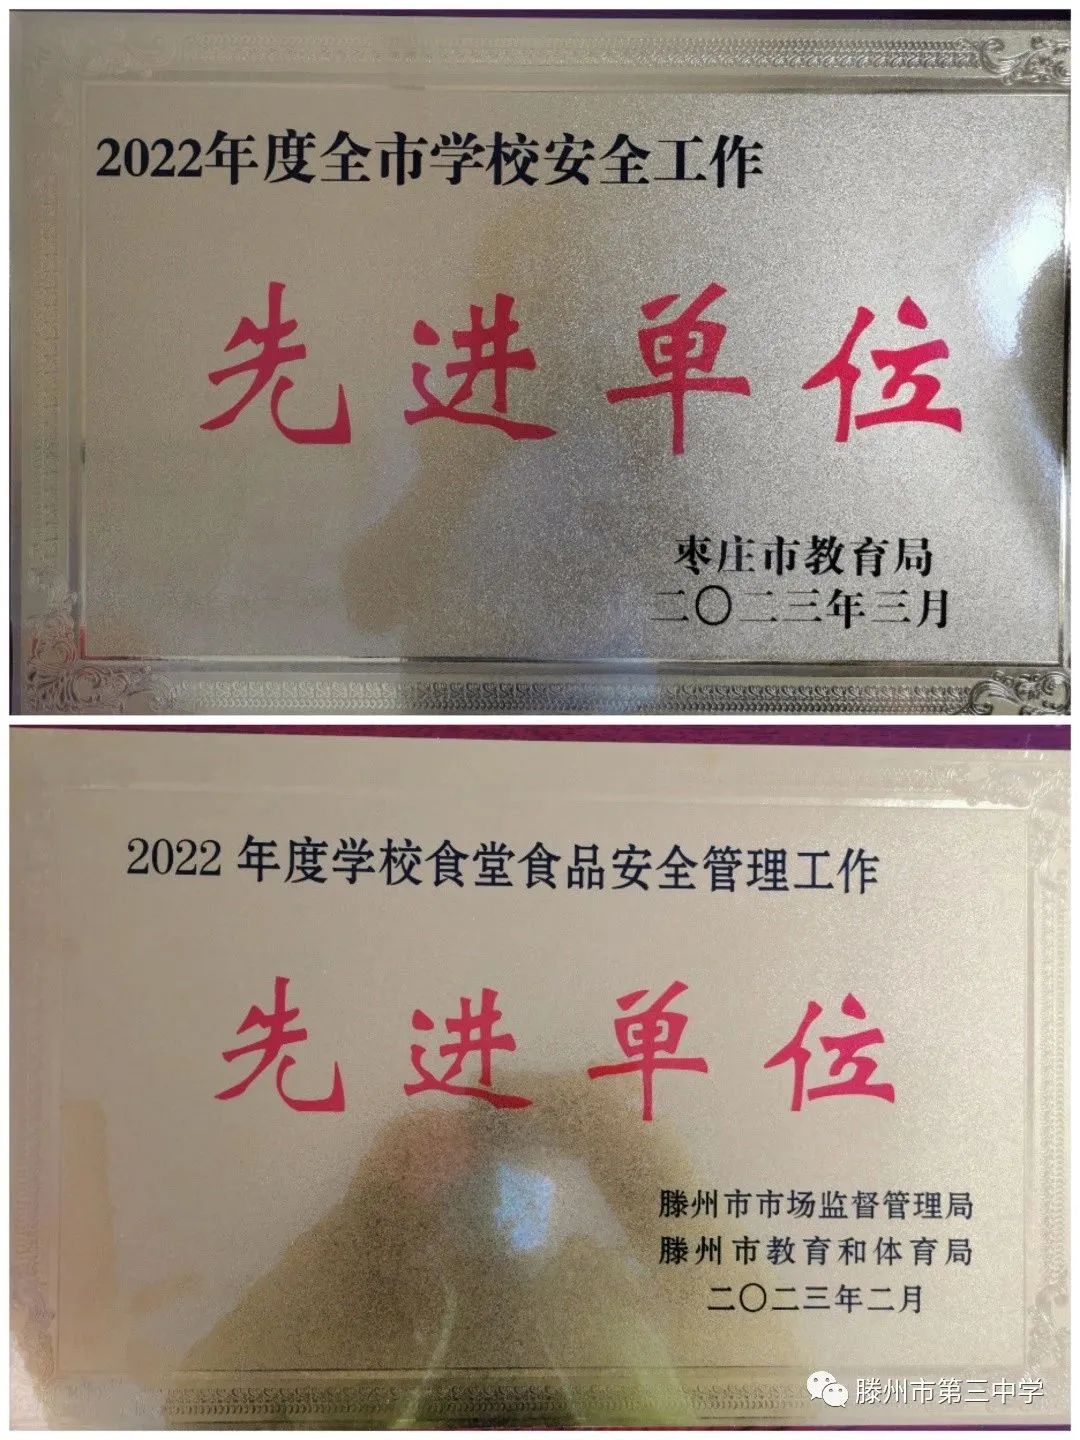 2022年度全市学校安全工作
先进单位
枣庄市教育局
二〇二三年三月
2022年度学校食堂食品安全管理工作
先进单位
滕州市市场监督管理局
滕州市教育和体育局
二〇二三年二月
滕州市第三中学